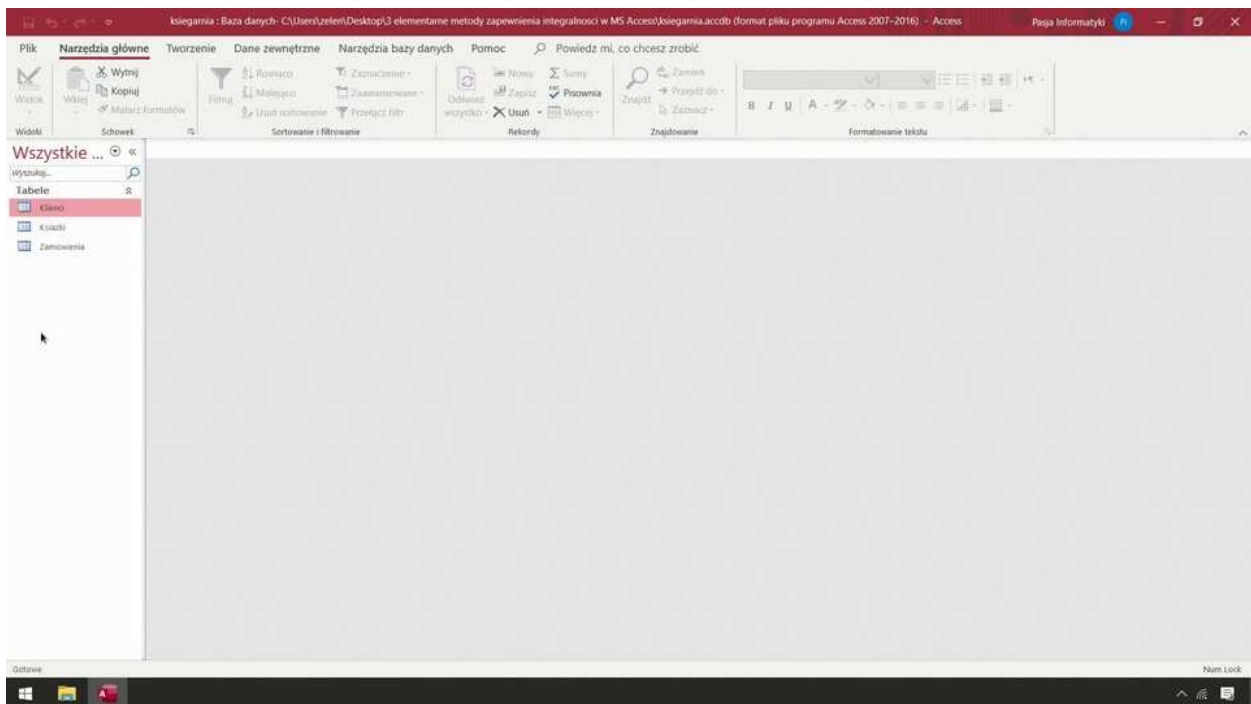 ksiegarnia : Baza danych- C:\Users\zelen\Desktop\3 elementarne metody zapewnienia integralnosci w MS Access\ksiegarnia.accdb (format pliku programu Access 2007–2016) - Access
Pasja Informatyki
PI
Plik Narzędzia główne Tworzenie Dane zewnętrzne Narzędzia bazy danych Pomoc Powiedz mi, co chcesz zrobić
Widok
Wklej
Wytnij
Kopiuj
Malarz formatów
Filtruj
Rosnąco
Malejąco
Usuń sortowanie
Zaznaczenie
Zaawansowane
Przełącz filtr
Odśwież wszystko
Nowy
Zapisz
Usuń
Sumy
Pisownia
Więcej
Znajdź
Zamień
Przejdź do
Zaznacz
B I U A
Widoki Schowek Sortowanie i filtrowanie Rekordy Znajdowanie Formatowanie tekstu
Wszystkie ...
Wyszukaj...
Tabele
Klienci
Ksiazki
Zamowienia
Gotowe
Num Lock